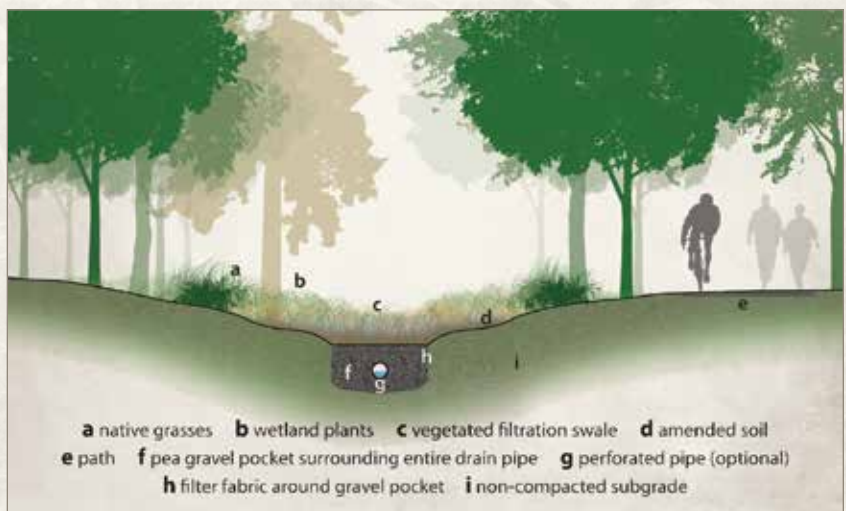 a
b
c
d
e
h
f
i
g
a native grasses b wetland plants c vegetated filtration swale d amended soil
e path f pea gravel pocket surrounding entire drain pipe g perforated pipe (optional)
h filter fabric around gravel pocket i non-compacted subgrade